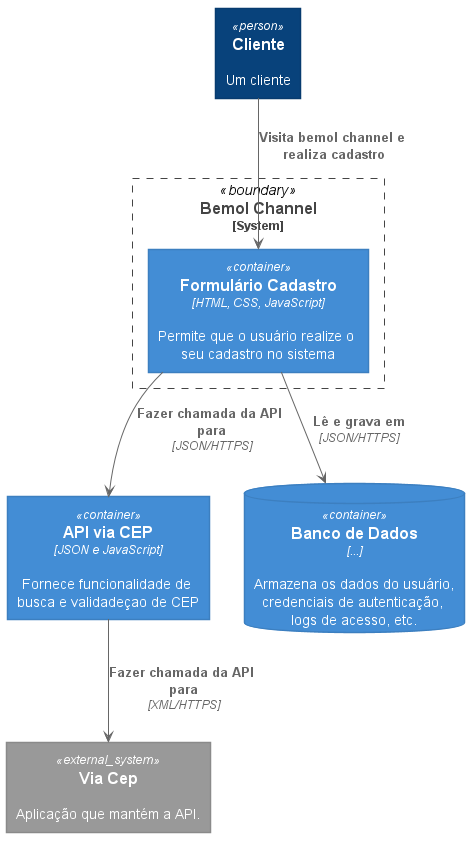 «person»
Cliente
Um cliente
Visita bemol channel e
realiza cadastro
«boundary»
Bemol Channel
[System]
«container»
Formulário Cadastro
[HTML, CSS, JavaScript]
Permite que o usuário realize o
seu cadastro no sistema
Fazer chamada da API
para
[JSON/HTTPS]
Lê e grava em
[JSON/HTTPS]
«container»
API via CEP
[JSON e JavaScript]
Fornece funcionalidade de
busca e validadeçao de CEP
«container»
Banco de Dados
[...]
Armazena os dados do usuário,
credenciais de autenticação,
logs de acesso, etc.
Fazer chamada da API
para
[XML/HTTPS]
«external_system»
Via Cep
Aplicação que mantém a API.